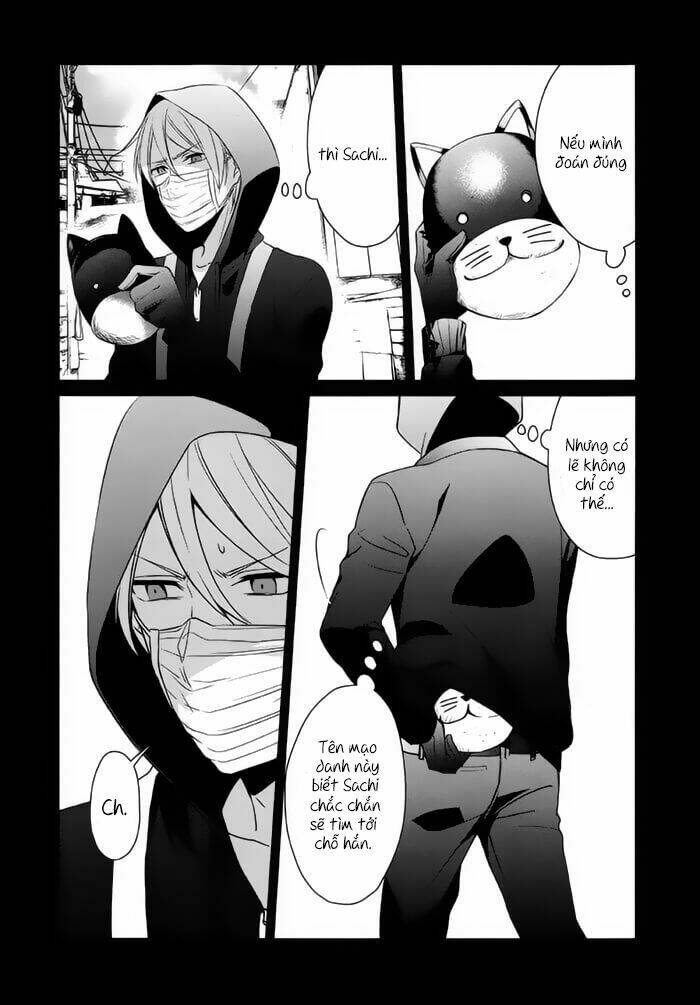 Nếu mình
đoán đúng
thì Sachi...
Nhưng có
lẽ không
chỉ có
thế...
Tên mạo
danh này
biết Sachi
chắc chắn
sẽ tìm tới
chỗ hắn.
Ch.